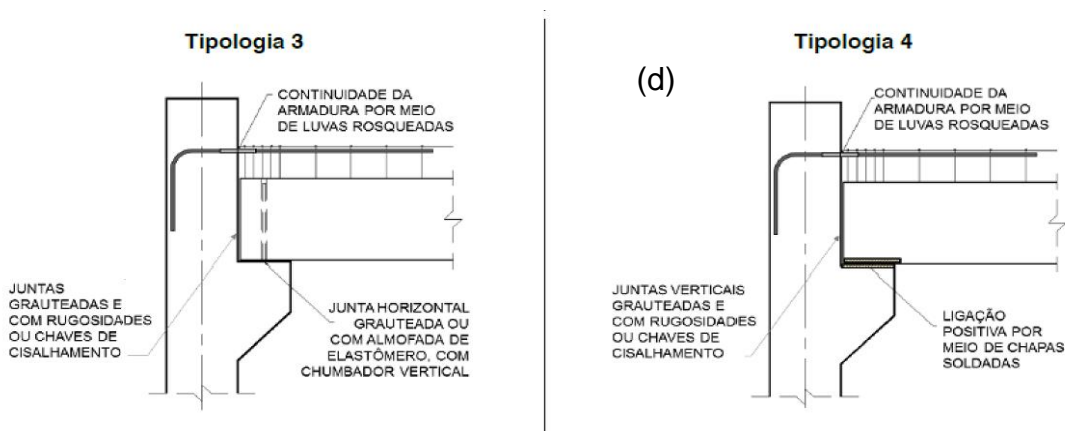 Tipologia 3
CONTINUIDADE DA
ARMADURA POR MEIO
DE LUVAS ROSQUEADAS
JUNTAS
GRAUTEADAS E
COM RUGOSIDADES
OU CHAVES DE
CISALHAMENTO
JUNTA HORIZONTAL
GRAUTEADA OU
COM ALMOFADA DE
ELASTÔMERO, COM
CHUMBADOR VERTICAL
Tipologia 4
(d)
CONTINUIDADE DA
ARMADURA POR MEIO
DE LUVAS ROSQUEADAS
JUNTAS VERTICAIS
GRAUTEADAS E
COM RUGOSIDADES
OU CHAVES DE
CISALHAMENTO
LIGAÇÃO
POSITIVA POR
MEIO DE CHAPAS
SOLDADAS